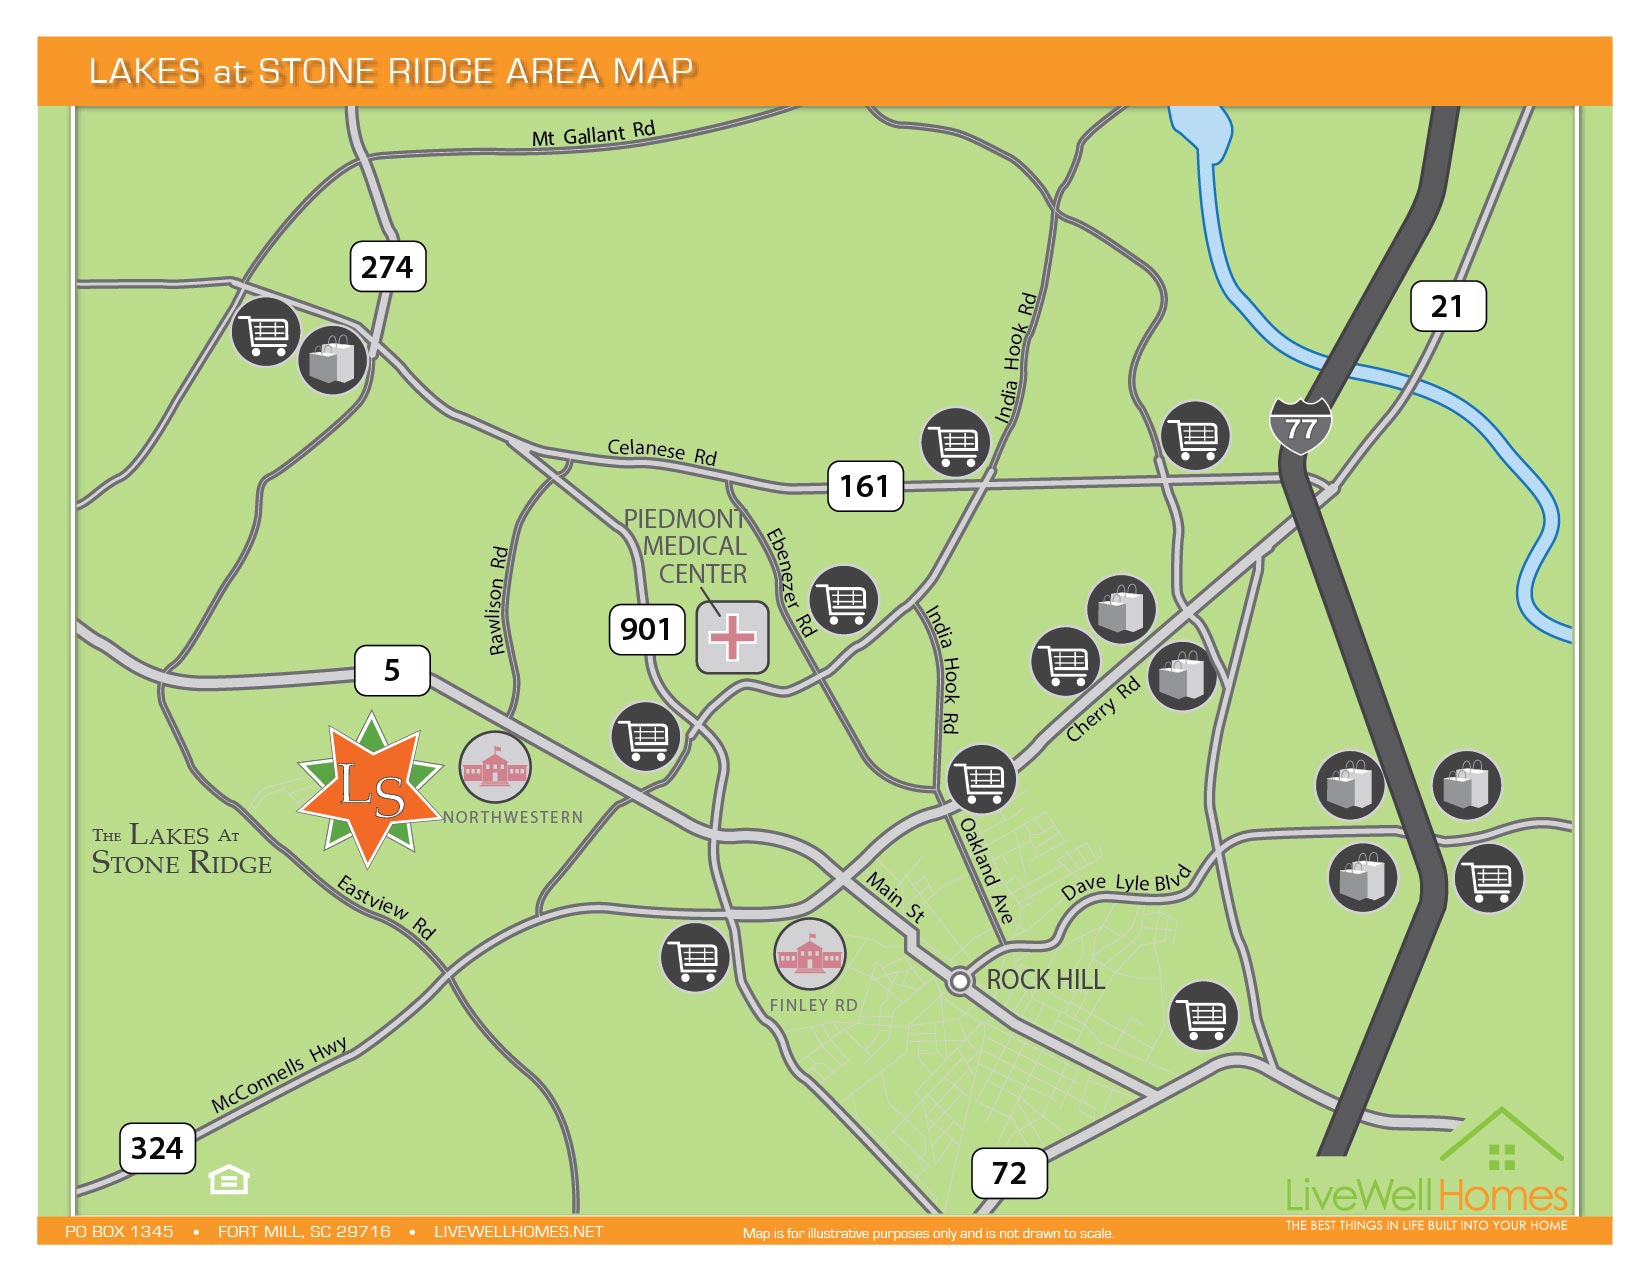 LAKES at STONE RIDGE AREA MAP
Mt Gallant Rd
274
21
India Hook Rd
77
Celanese Rd
161
PIEDMONT
MEDICAL
CENTER
Ebenezer Rd
Rawlison Rd
901
India Hook Rd
5
Cherry Rd
LS
NORTHWESTERN
THE LAKES AT
STONE RIDGE
Oakland Ave
Main St
Dave Lyle Blvd
Eastview Rd
ROCK HILL
FINLEY RD
McConnells Hwy
324
72
LiveWellHomes
THE BEST THINGS IN LIFE BUILT INTO YOUR HOME
PO BOX 1345 • FORT MILL, SC 29716 • LIVEWELLHOMES.NET
Map is for illustrative purposes only and is not drawn to scale.